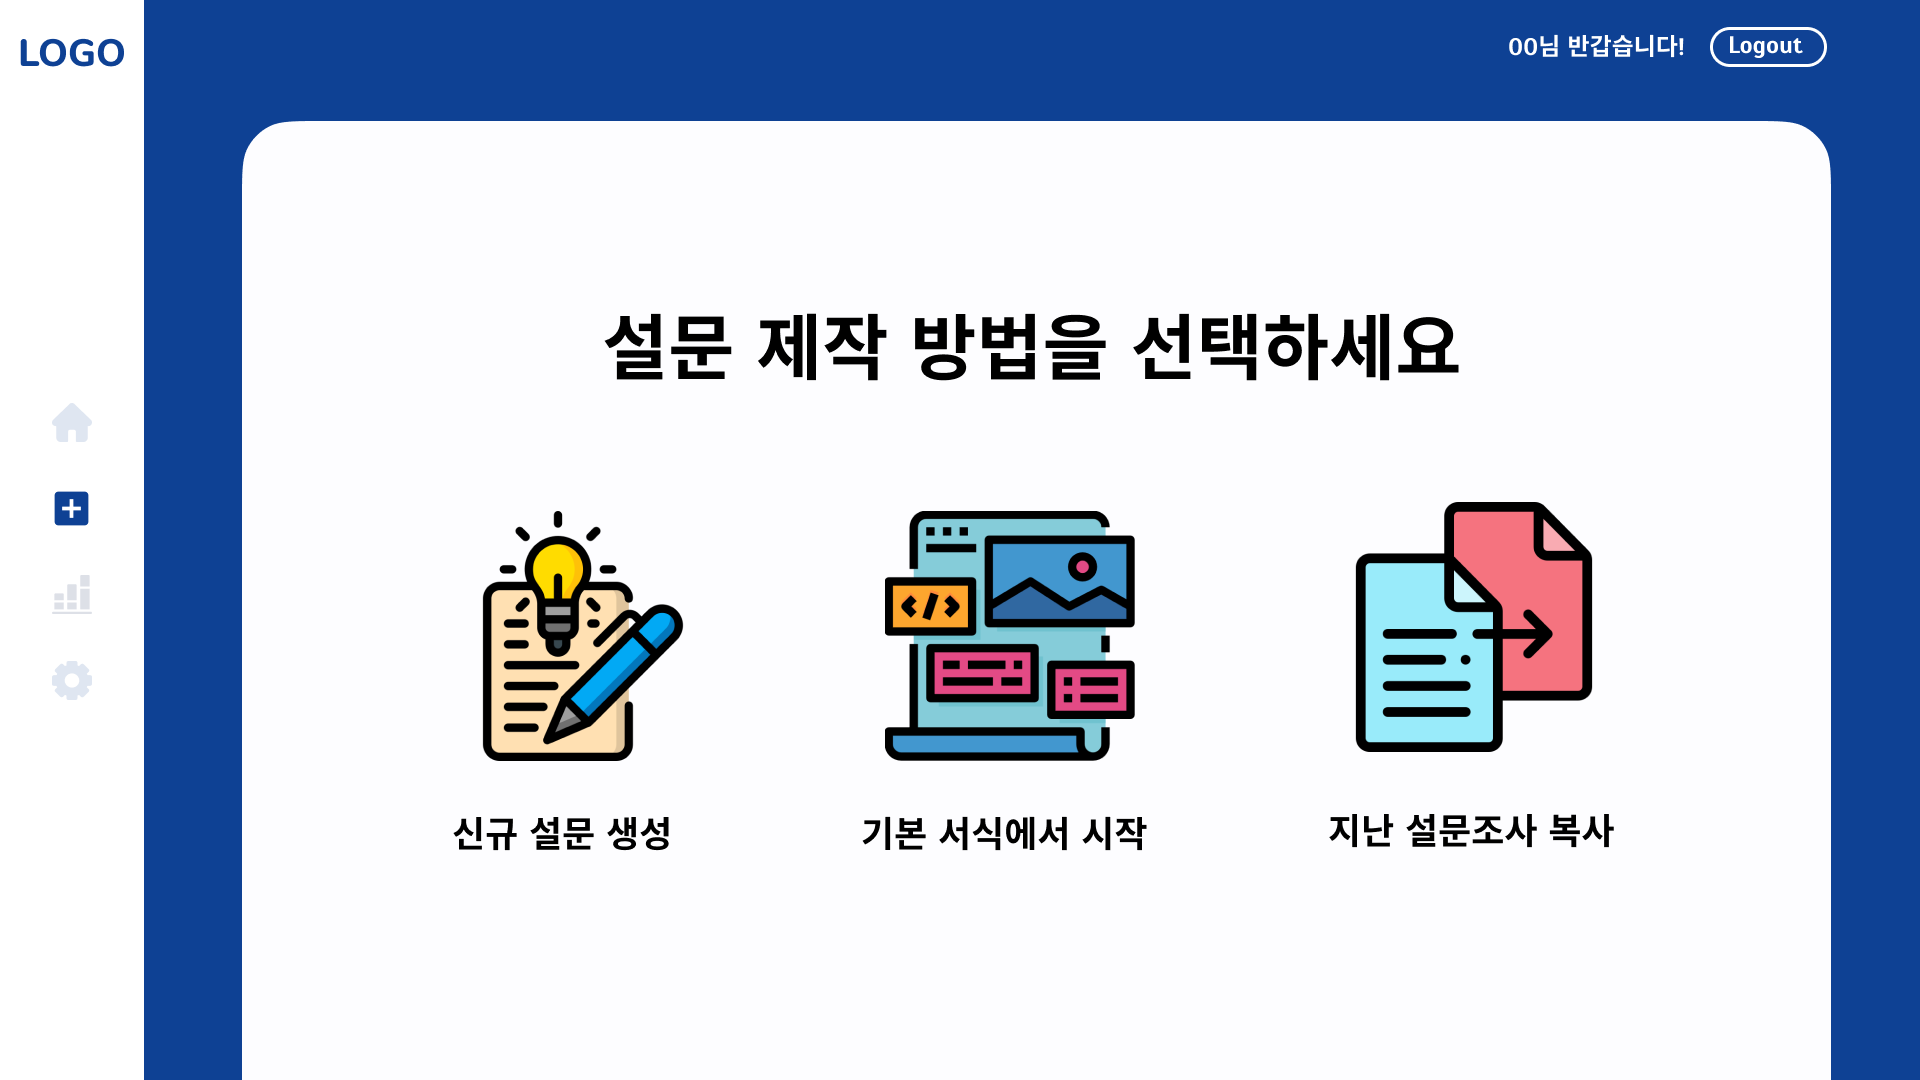 LOGO
00님 반갑습니다!
Logout
설문 제작 방법을 선택하세요
신규 설문 생성
기본 서식에서 시작
지난 설문조사 복사